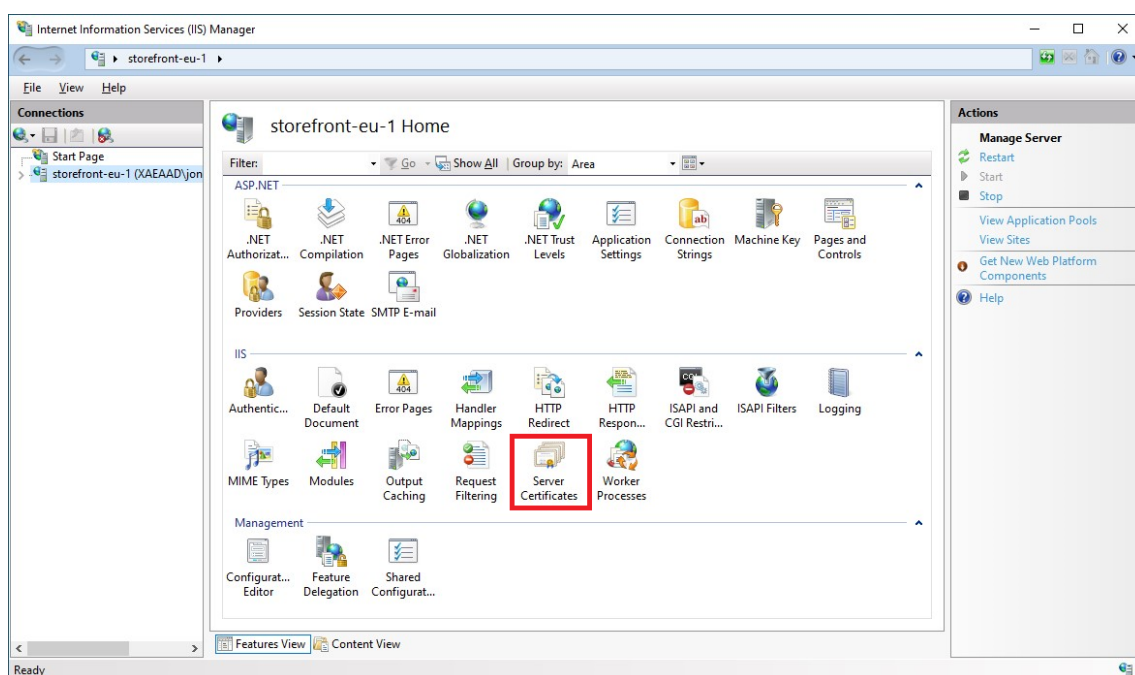 Internet Information Services (IIS) Manager
storefront-eu-1
File View Help
Connections
Start Page
storefront-eu-1 (XAEAAD\jon
storefront-eu-1 Home
Filter: Go Show All Group by: Area
ASP.NET
.NET Authorizat...
.NET Compilation
.NET Error Pages
.NET Globalization
.NET Trust Levels
Application Settings
Connection Strings
Machine Key
Pages and Controls
Providers
Session State
SMTP E-mail
IIS
Authentic...
Default Document
Error Pages
Handler Mappings
HTTP Redirect
HTTP Respon...
ISAPI and CGI Restri...
ISAPI Filters
Logging
MIME Types
Modules
Output Caching
Request Filtering
Server Certificates
Worker Processes
Management
Configurat... Editor
Feature Delegation
Shared Configurat...
Features View Content View
Ready
Actions
Manage Server
Restart
Start
Stop
View Application Pools
View Sites
Get New Web Platform
Components
Help